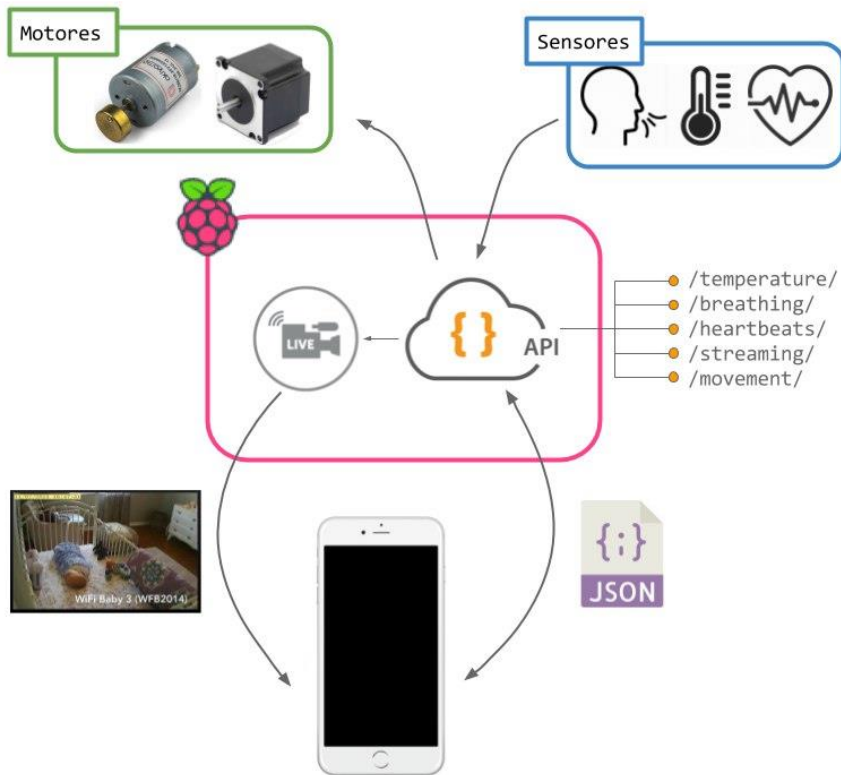 Motores
Sensores
LIVE
API
/temperature/
/breathing/
/heartbeats/
/streaming/
/movement/
WiFi Baby 3 (WFB2014)
{;}
JSON